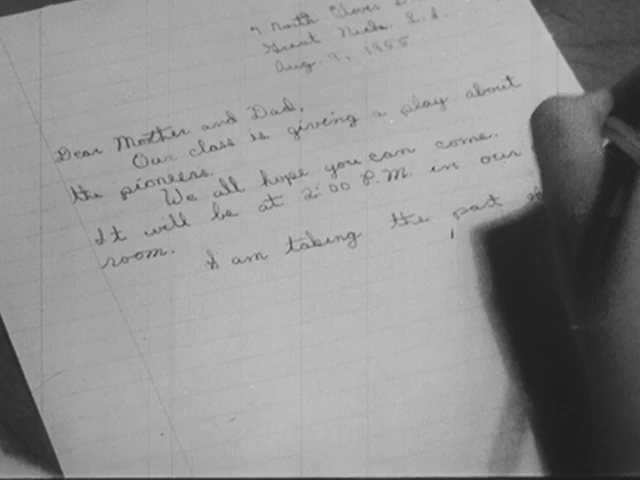 7 North Clover
Great Neck, L.I.
Aug. 9, 1955
Dear Mother and Dad,
Our class is giving a play about
the pioneers.
We all hope you can come.
It will be at 2:00 P.M. in our
room.
I am taking the part of